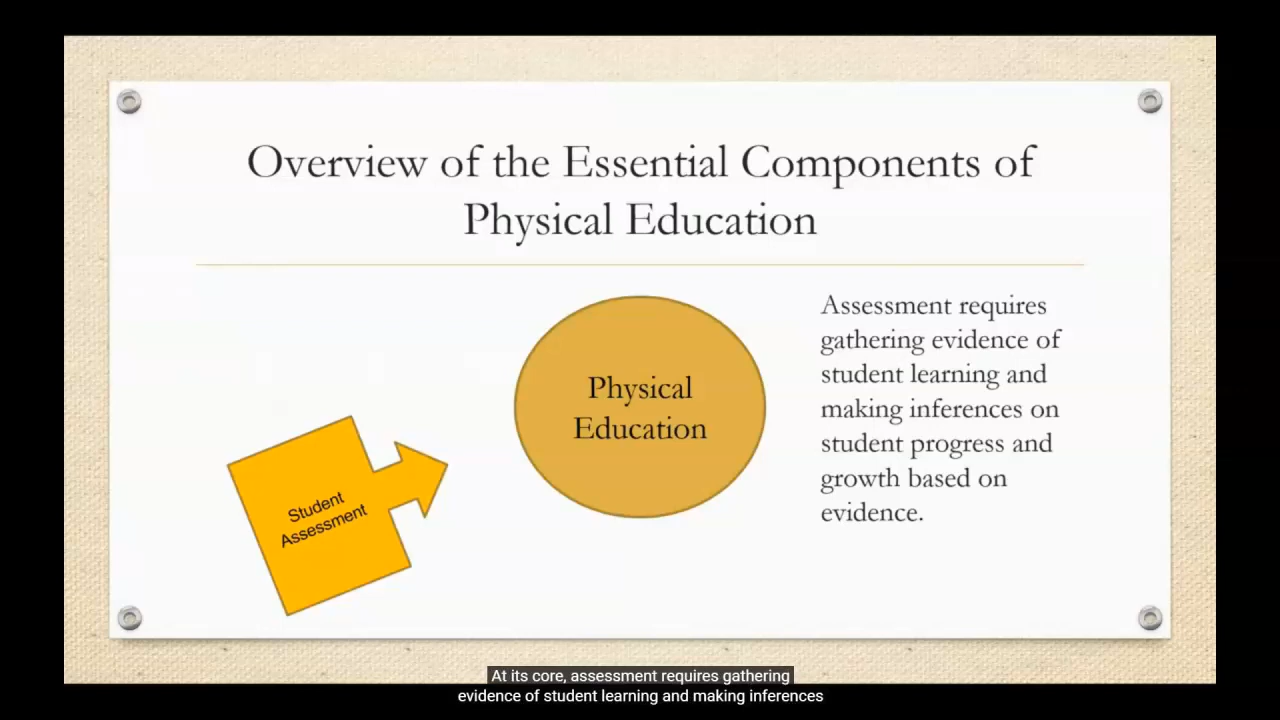 Overview of the Essential Components of
Physical Education
Physical
Education
Assessment requires
gathering evidence of
student learning and
making inferences on
student progress and
growth based on
evidence.
Student
Assessment
At its core, assessment requires gathering
evidence of student learning and making inferences